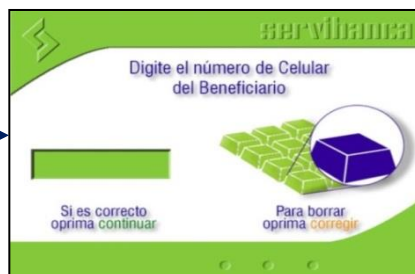 servibanca
Digite el número de Celular
del Beneficiario
Si es correcto
oprima continuar
Para borrar
oprima corregir